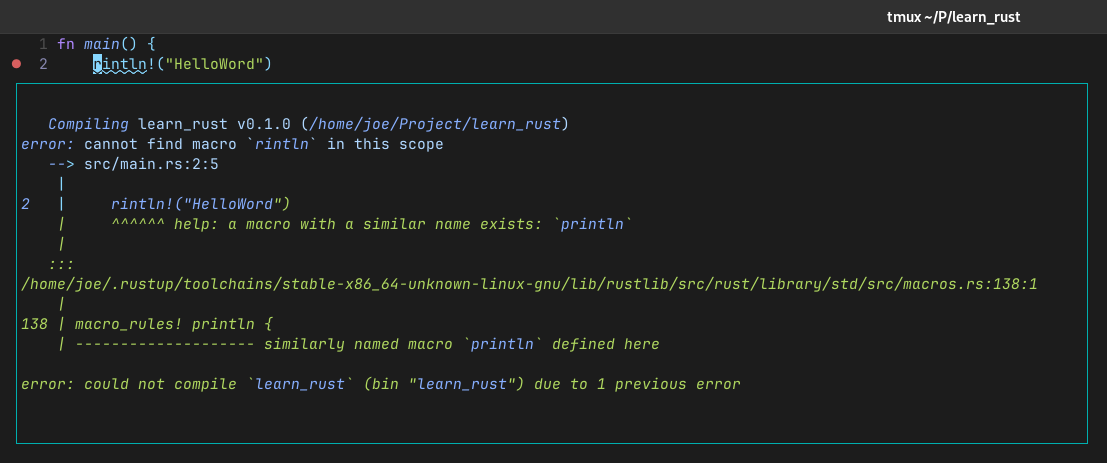 tmux ~/P/learn_rust
1 fn main() {
2     rintln!("HelloWord")
   Compiling learn_rust v0.1.0 (/home/joe/Project/learn_rust)
error: cannot find macro `rintln` in this scope
   --> src/main.rs:2:5
    |
2   |     rintln!("HelloWord")
    |     ^^^^^^ help: a macro with a similar name exists: `println`
    |
   :::
/home/joe/.rustup/toolchains/stable-x86_64-unknown-linux-gnu/lib/rustlib/src/rust/library/std/src/macros.rs:138:1
    |
138 | macro_rules! println {
    | -------------------- similarly named macro `println` defined here
error: could not compile `learn_rust` (bin "learn_rust") due to 1 previous error